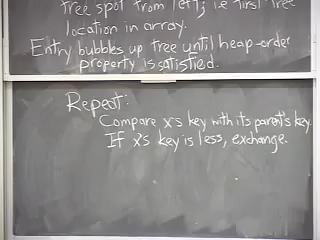 free spot from left; i.e first free
location in array.
Entry bubbles up tree until heap-order
property is satisfied.
Repeat:
Compare x's key with its parent's key.
If x's key is less, exchange.